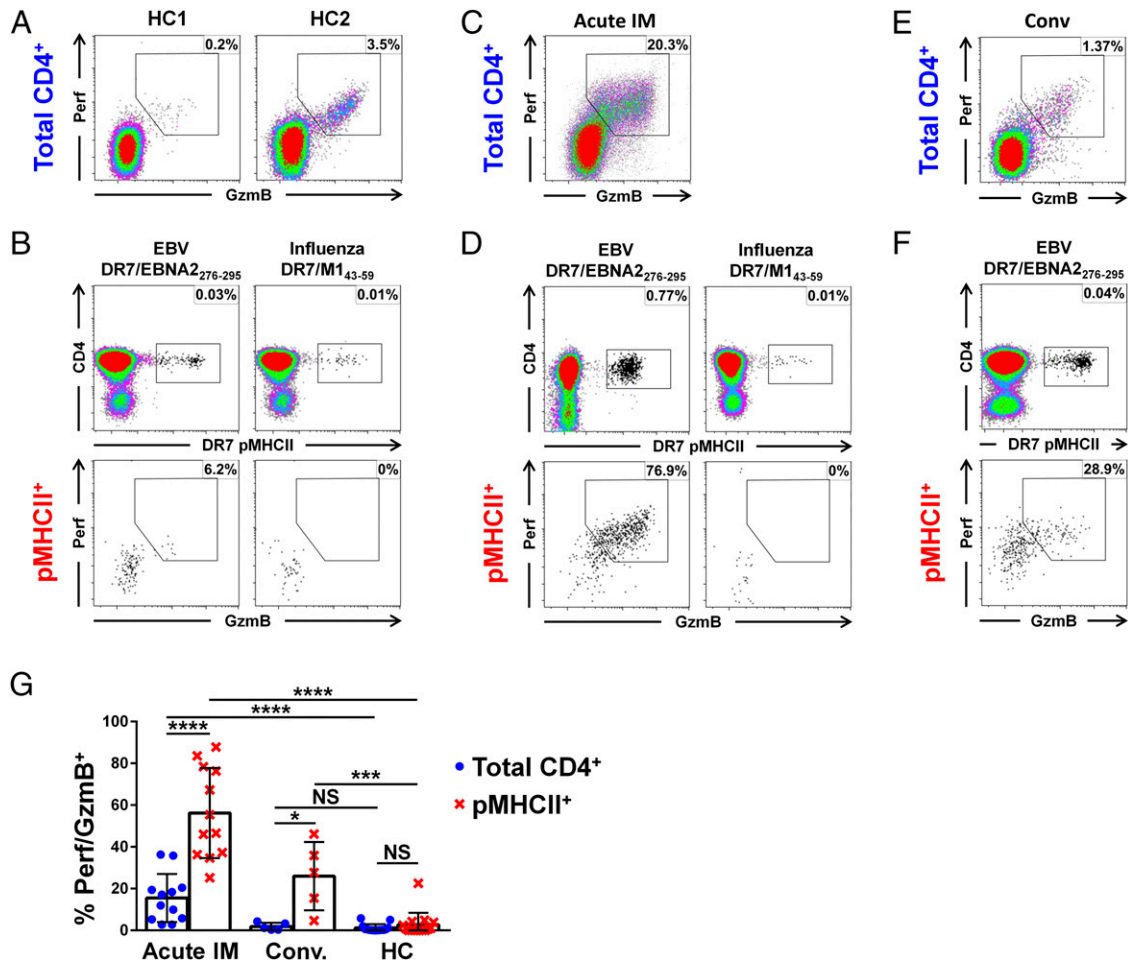 A
HC1
HC2
C
Acute IM
E
Conv
Total CD4+
Perf
0.2%
3.5%
GzmB
Total CD4+
Perf
20.3%
GzmB
Total CD4+
Perf
1.37%
GzmB
B
EBV
DR7/EBNA2276-295
Influenza
DR7/M143-59
CD4
0.03%
0.01%
DR7 pMHCII
pMHCII+
Perf
6.2%
0%
GzmB
D
EBV
DR7/EBNA2276-295
Influenza
DR7/M143-59
CD4
0.77%
0.01%
DR7 pMHCII
pMHCII+
Perf
76.9%
0%
GzmB
F
EBV
DR7/EBNA2276-295
CD4
0.04%
DR7 pMHCII
pMHCII+
Perf
28.9%
GzmB
G
% Perf/GzmB+
100
80
60
40
20
0
****
****
****
***
NS
*
NS
Acute IM
Conv.
HC
Total CD4+
pMHCII+